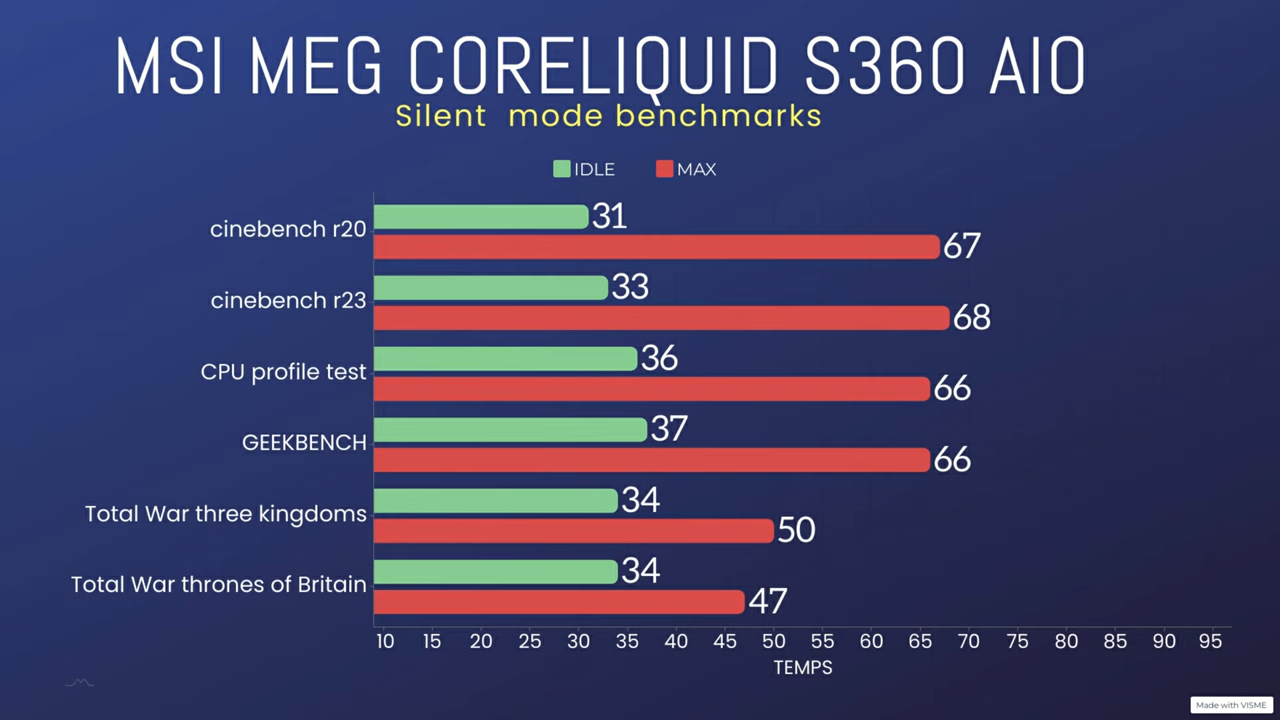 MSI MEG CORELIQUID S360 AIO
Silent mode benchmarks
IDLE MAX
cinebench r20 31
67
cinebench r23 33
68
CPU profile test 36
66
GEEKBENCH 37
66
Total War three kingdoms 34
50
Total War thrones of Britain 34
47
10 15 20 25 30 35 40 45 50 55 60 65 70 75 80 85 90 95
TEMPS
Made with VISME